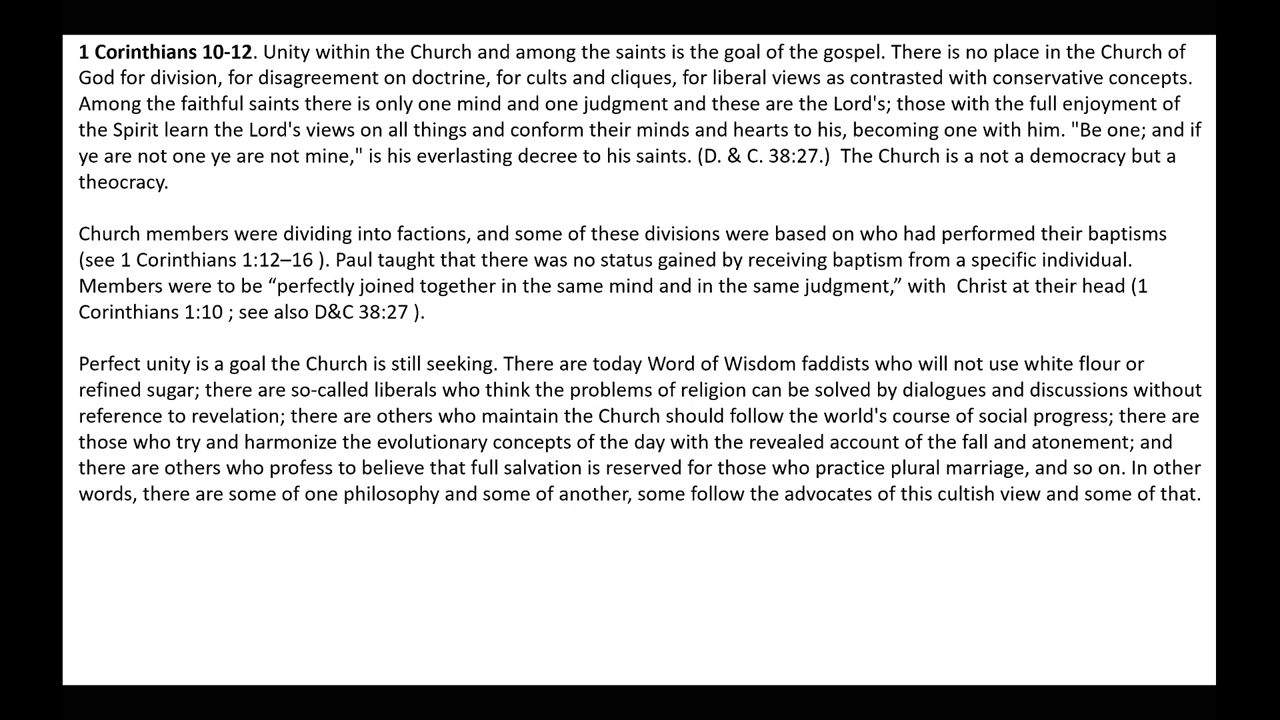 1 Corinthians 10-12. Unity within the Church and among the saints is the goal of the gospel. There is no place in the Church of
God for division, for disagreement on doctrine, for cults and cliques, for liberal views as contrasted with conservative concepts.
Among the faithful saints there is only one mind and one judgment and these are the Lord's; those with the full enjoyment of
the Spirit learn the Lord's views on all things and conform their minds and hearts to his, becoming one with him. "Be one; and if
ye are not one ye are not mine," is his everlasting decree to his saints. (D. & C. 38:27.)  The Church is a not a democracy but a
theocracy.
Church members were dividing into factions, and some of these divisions were based on who had performed their baptisms
(see 1 Corinthians 1:12–16 ). Paul taught that there was no status gained by receiving baptism from a specific individual.
Members were to be “perfectly joined together in the same mind and in the same judgment,” with  Christ at their head (1
Corinthians 1:10 ; see also D&C 38:27 ).
Perfect unity is a goal the Church is still seeking. There are today Word of Wisdom faddists who will not use white flour or
refined sugar; there are so-called liberals who think the problems of religion can be solved by dialogues and discussions without
reference to revelation; there are others who maintain the Church should follow the world's course of social progress; there are
those who try and harmonize the evolutionary concepts of the day with the revealed account of the fall and atonement; and
there are others who profess to believe that full salvation is reserved for those who practice plural marriage, and so on. In other
words, there are some of one philosophy and some of another, some follow the advocates of this cultish view and some of that.